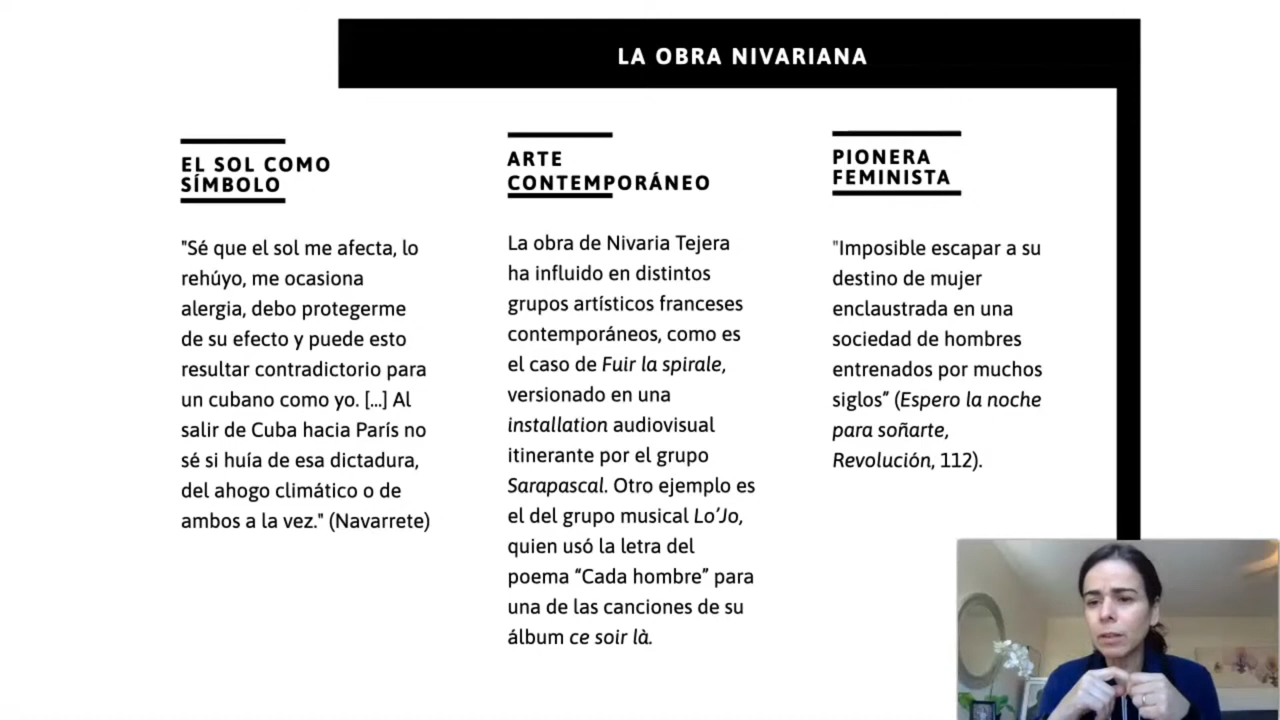 LA OBRA NIVARIANA
EL SOL COMO
SÍMBOLO
"Sé que el sol me afecta, lo
rehúyo, me ocasiona
alergia, debo protegerme
de su efecto y puede esto
resultar contradictorio para
un cubano como yo. [...] Al
salir de Cuba hacia París no
sé si huía de esa dictadura,
del ahogo climático o de
ambos a la vez." (Navarrete)
ARTE
CONTEMPORÁNEO
La obra de Nivaria Tejera
ha influido en distintos
grupos artísticos franceses
contemporáneos, como es
el caso de Fuir la spirale,
versionado en una
installation audiovisual
itinerante por el grupo
Sarapascal. Otro ejemplo es
el del grupo musical Lo’Jo,
quien usó la letra del
poema “Cada hombre” para
una de las canciones de su
álbum ce soir là.
PIONERA
FEMINISTA
"Imposible escapar a su
destino de mujer
enclaustrada en una
sociedad de hombres
entrenados por muchos
siglos” (Espero la noche
para soñarte,
Revolución, 112).